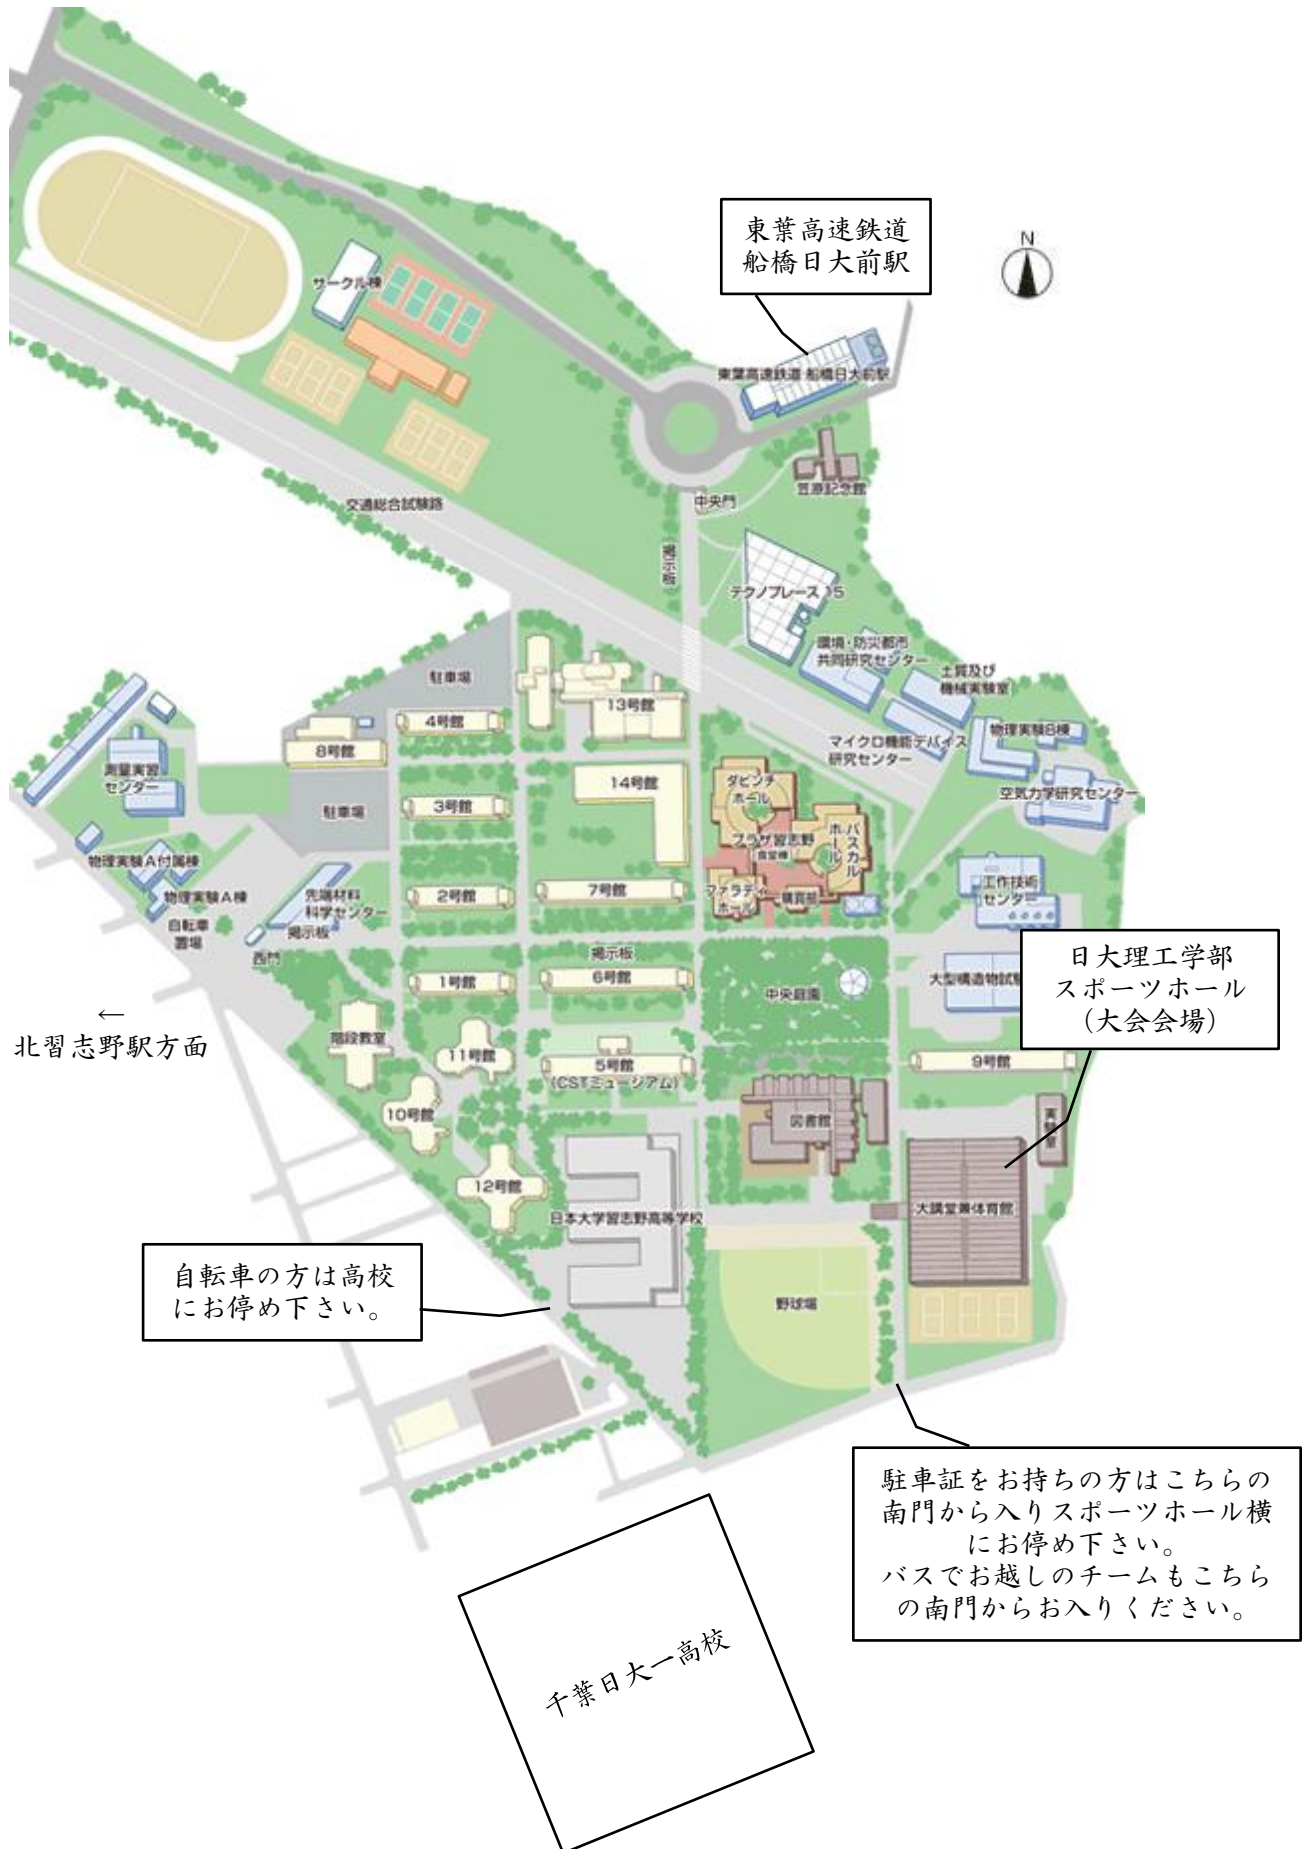 東葉高速鉄道
船橋日大前駅
N
サークル棟
東葉高速鉄道 船橋日大前駅
笠原記念館
中央門
交通総合試験路
掲示板
テクノプレース 15
環境・防災都市
共同研究センター
土質及び
機械実験室
駐車場
13号館
4号館
8号館
マイクロ機能デバイス
研究センター
物理実験B棟
測量実習
センター
駐車場
3号館
14号館
ダビンチ
ホール
空気力学研究センター
プラザ習志野
食堂棟
パスカル
ホール
物理実験A付属棟
物理実験A棟
自転車
置場
先端材料
科学センター
掲示板
西門
2号館
7号館
ファラデイ
ホール
購買部
工作技術
センター
掲示板
1号館
6号館
中央庭園
大型構造物試験
日大理工学部
スポーツホール
（大会会場）
←
北習志野駅方面
階段教室
11号館
5号館
(CSTミュージアム)
9号館
10号館
図書館
実験室
12号館
日本大学習志野高等学校
大講堂兼体育館
自転車の方は高校
にお停め下さい。
野球場
駐車証をお持ちの方はこちらの
南門から入りスポーツホール横
にお停め下さい。
バスでお越しのチームもこちら
の南門からお入りください。
千葉日大一高校